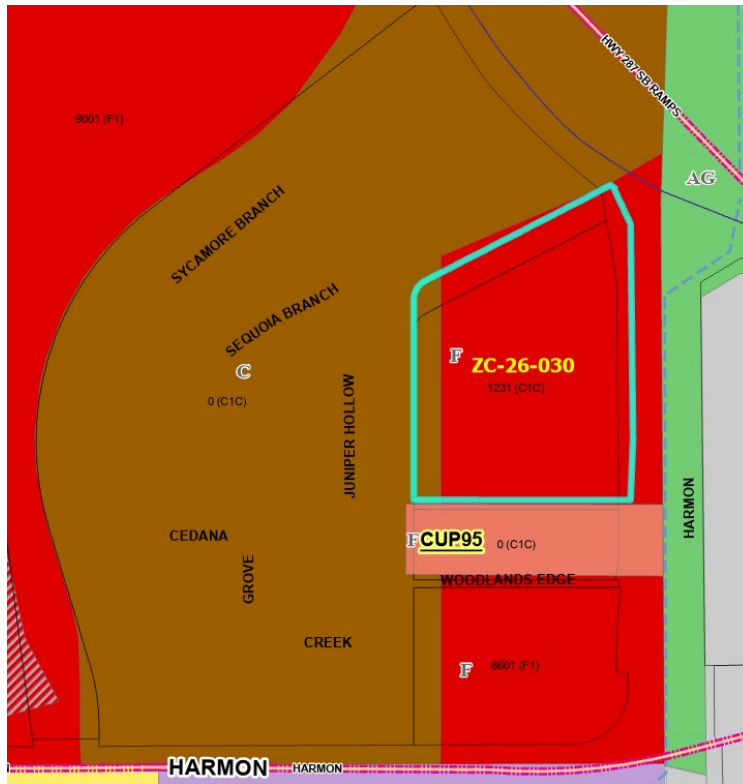 HWY 287 SB RAMPS
9001 (F1)
AG
SYCAMORE BRANCH
SEQUOIA BRANCH
F
ZC-26-030
1231 (C1C)
C
0 (C1C)
JUNIPER HOLLOW
HARMON
CEDANA
F
CUP95
0 (C1C)
GROVE
WOODLANDS EDGE
CREEK
F
8601 (F1)
HARMON
HARMON